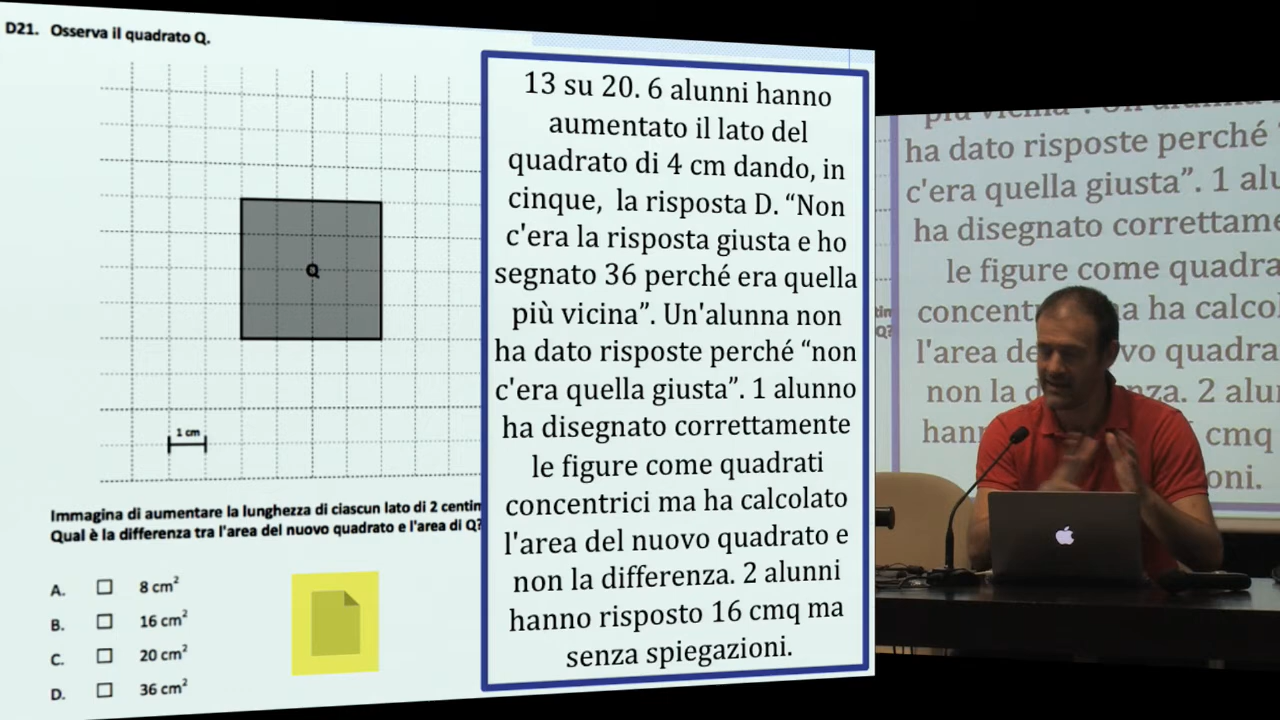 D21. Osserva il quadrato Q.
Q
1 cm
Immagina di aumentare la lunghezza di ciascun lato di 2
Qual è la differenza tra l'area del nuovo quadrato e l'area di Q?
A. 8 cm²
B. 16 cm²
C. 20 cm²
D. 36 cm²
13 su 20. 6 alunni hanno
aumentato il lato del
quadrato di 4 cm dando, in
cinque, la risposta D. “Non
c'era la risposta giusta e ho
segnato 36 perché era quella
più vicina”. Un'alunna non
ha dato risposte perché “non
c'era quella giusta”. 1 alunno
ha disegnato correttamente
le figure come quadrati
concentrici ma ha calcolato
l'area del nuovo quadrato e
non la differenza. 2 alunni
hanno risposto 16 cmq ma
senza spiegazioni.
ha dato risposte perché
c'era quella giusta”. 1
ha disegnato
le figure come
ha
l'area
non la 2
cmq